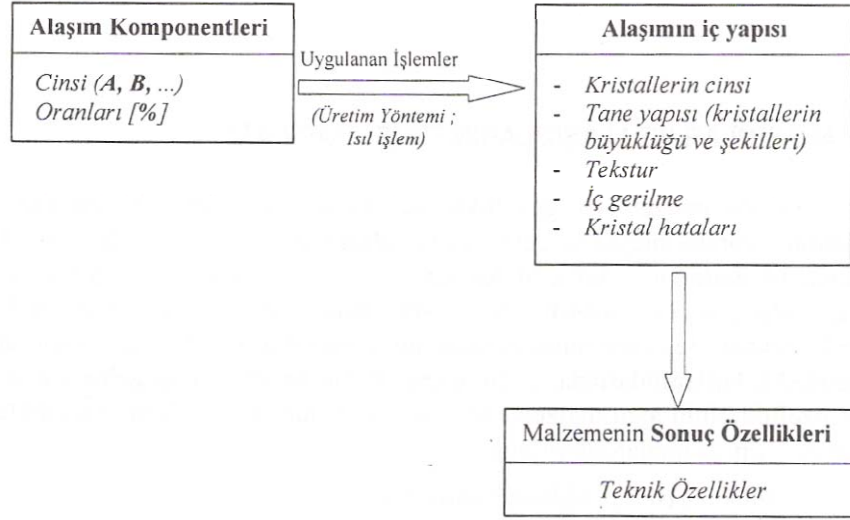 Alaşım Komponentleri
Cinsi (A, B, ...)
Oranları [%]
Uygulanan İşlemler
(Üretim Yöntemi ;
Isıl işlem)
Alaşımın iç yapısı
- Kristallerin cinsi
- Tane yapısı (kristallerin
büyüklüğü ve şekilleri)
- Tekstur
- İç gerilme
- Kristal hataları
Malzemenin Sonuç Özellikleri
Teknik Özellikler